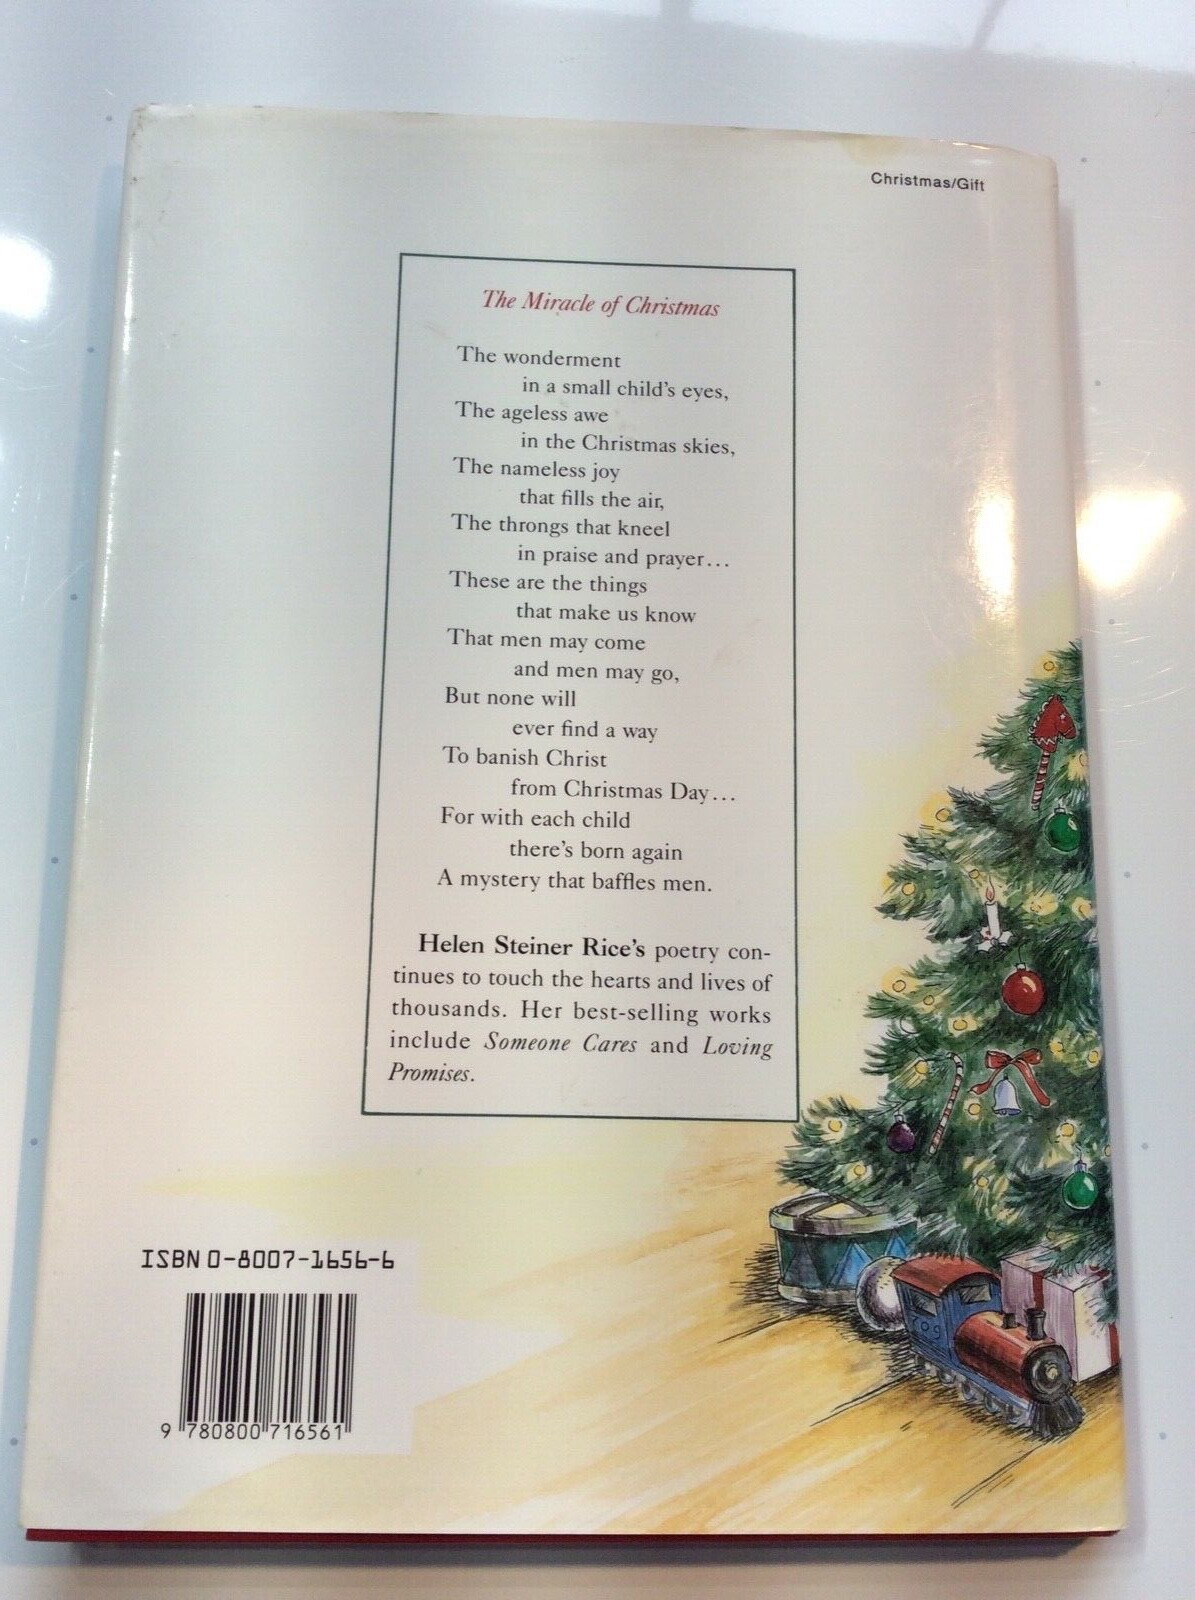 Christmas/Gift
The Miracle of Christmas
The wonderment
in a small child's eyes,
The ageless awe
in the Christmas skies,
The nameless joy
that fills the air,
The throngs that kneel
in praise and prayer...
These are the things
that make us know
That men may come
and men may go,
But none will
ever find a way
To banish Christ
from Christmas Day...
For with each child
there's born again
A mystery that baffles men.
Helen Steiner Rice's poetry con-
tinues to touch the hearts and lives of
thousands. Her best-selling works
include Someone Cares and Loving
Promises.
709
ISBN 0-8007-1656-6
9 780800 716561